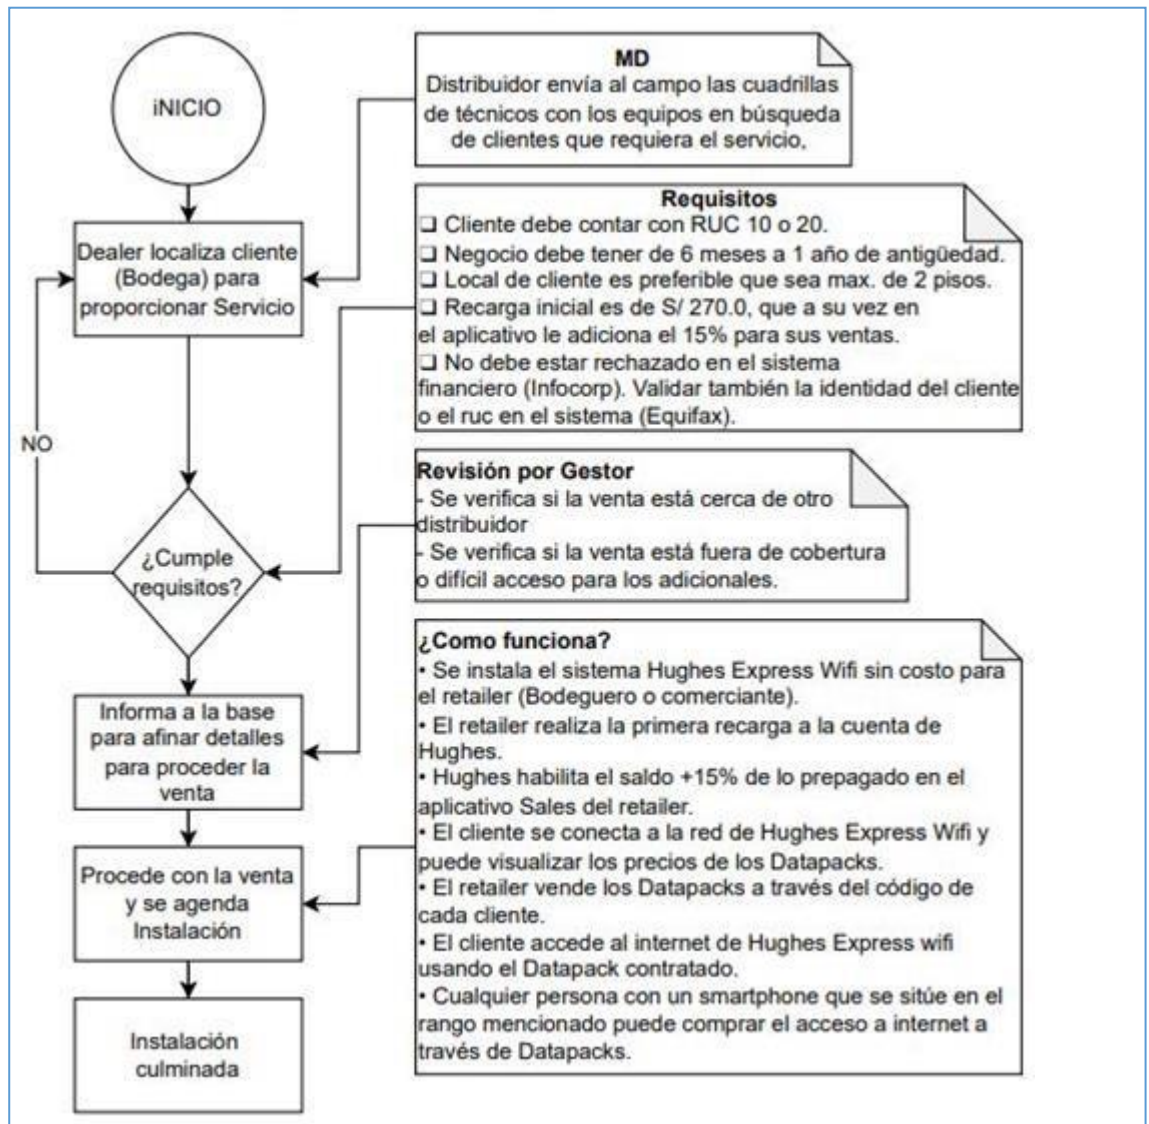 iNICIO
MD
Distribuidor envía al campo las cuadrillas
de técnicos con los equipos en búsqueda
de clientes que requiera el servicio,
Dealer localiza cliente
(Bodega) para
proporcionar Servicio
Requisitos
❑ Cliente debe contar con RUC 10 o 20.
❑ Negocio debe tener de 6 meses a 1 año de antigüedad.
❑ Local de cliente es preferible que sea max. de 2 pisos.
❑ Recarga inicial es de S/ 270.0, que a su vez en
el aplicativo le adiciona el 15% para sus ventas.
❑ No debe estar rechazado en el sistema
financiero (Infocorp). Validar también la identidad del cliente
o el ruc en el sistema (Equifax).
NO
¿Cumple
requisitos?
Revisión por Gestor
- Se verifica si la venta está cerca de otro
distribuidor
- Se verifica si la venta está fuera de cobertura
o difícil acceso para los adicionales.
Informa a la base
para afinar detalles
para proceder la
venta
¿Como funciona?
• Se instala el sistema Hughes Express Wifi sin costo para
el retailer (Bodeguero o comerciante).
• El retailer realiza la primera recarga a la cuenta de
Hughes.
• Hughes habilita el saldo +15% de lo prepagado en el
aplicativo Sales del retailer.
• El cliente se conecta a la red de Hughes Express Wifi y
puede visualizar los precios de los Datapacks.
• El retailer vende los Datapacks a través del código de
cada cliente.
• El cliente accede al internet de Hughes Express wifi
usando el Datapack contratado.
• Cualquier persona con un smartphone que se sitúe en el
rango mencionado puede comprar el acceso a internet a
través de Datapacks.
Procede con la venta
y se agenda
Instalación
Instalación
culminada